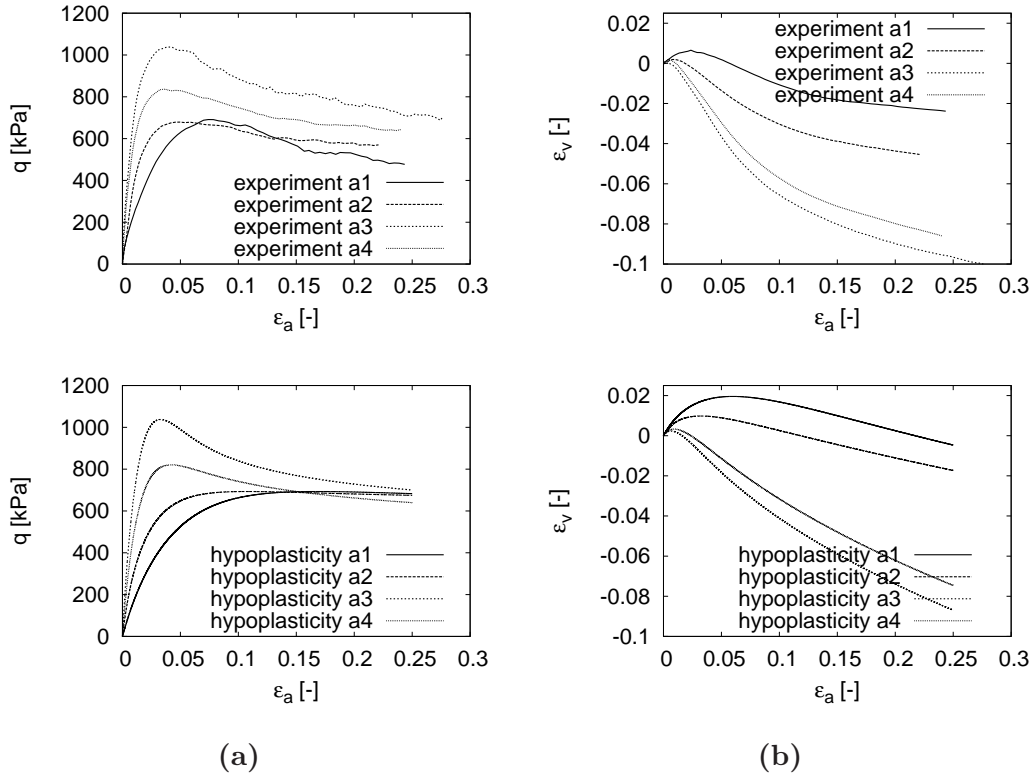 1200
1000
800
600
400
200
0
q [kPa]
experiment a1
experiment a2
experiment a3
experiment a4
0 0.05 0.1 0.15 0.2 0.25 0.3
εa [-]
0.02
0
-0.02
-0.04
-0.06
-0.08
-0.1
εv [-]
experiment a1
experiment a2
experiment a3
experiment a4
0 0.05 0.1 0.15 0.2 0.25 0.3
εa [-]
1200
1000
800
600
400
200
0
q [kPa]
hypoplasticity a1
hypoplasticity a2
hypoplasticity a3
hypoplasticity a4
0 0.05 0.1 0.15 0.2 0.25 0.3
εa [-]
0.02
0
-0.02
-0.04
-0.06
-0.08
-0.1
εv [-]
hypoplasticity a1
hypoplasticity a2
hypoplasticity a3
hypoplasticity a4
0 0.05 0.1 0.15 0.2 0.25 0.3
εa [-]
(a)
(b)